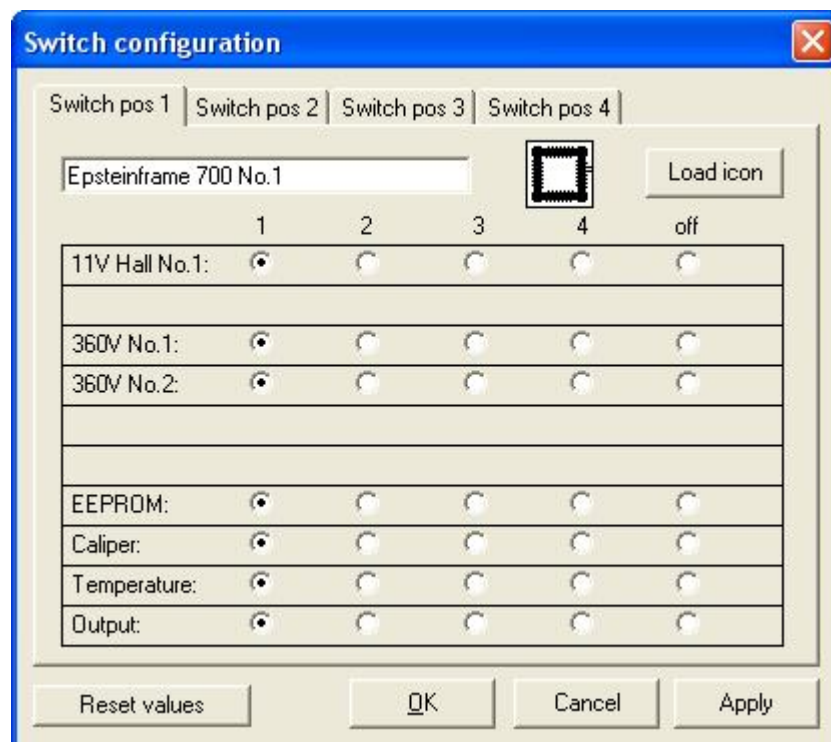 Switch configuration
Switch pos 1 Switch pos 2 Switch pos 3 Switch pos 4
Epsteinframe 700 No.1 Load icon
1 2 3 4 off
11V Hall No.1:
360V No.1:
360V No.2:
EEPROM:
Caliper:
Temperature:
Output:
Reset values OK Cancel Apply